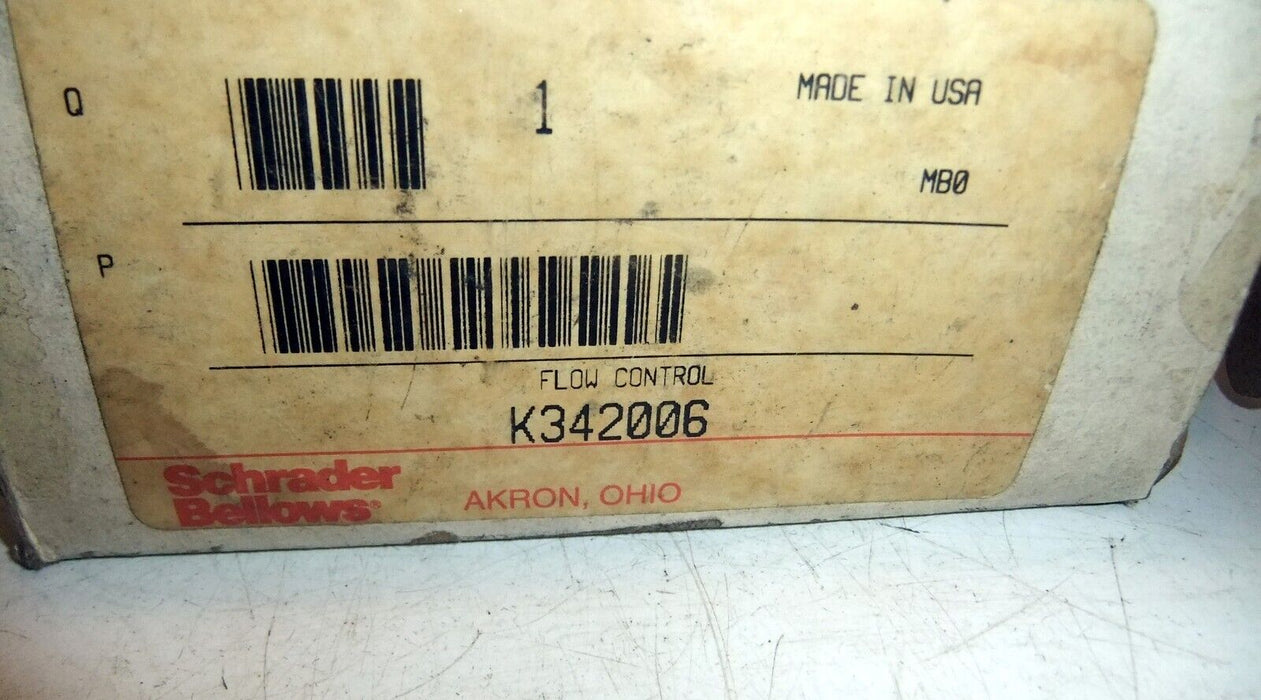 Q 1 MADE IN USA
MB0
P
FLOW CONTROL
K342006
Schrader
Bellows®
AKRON, OHIO